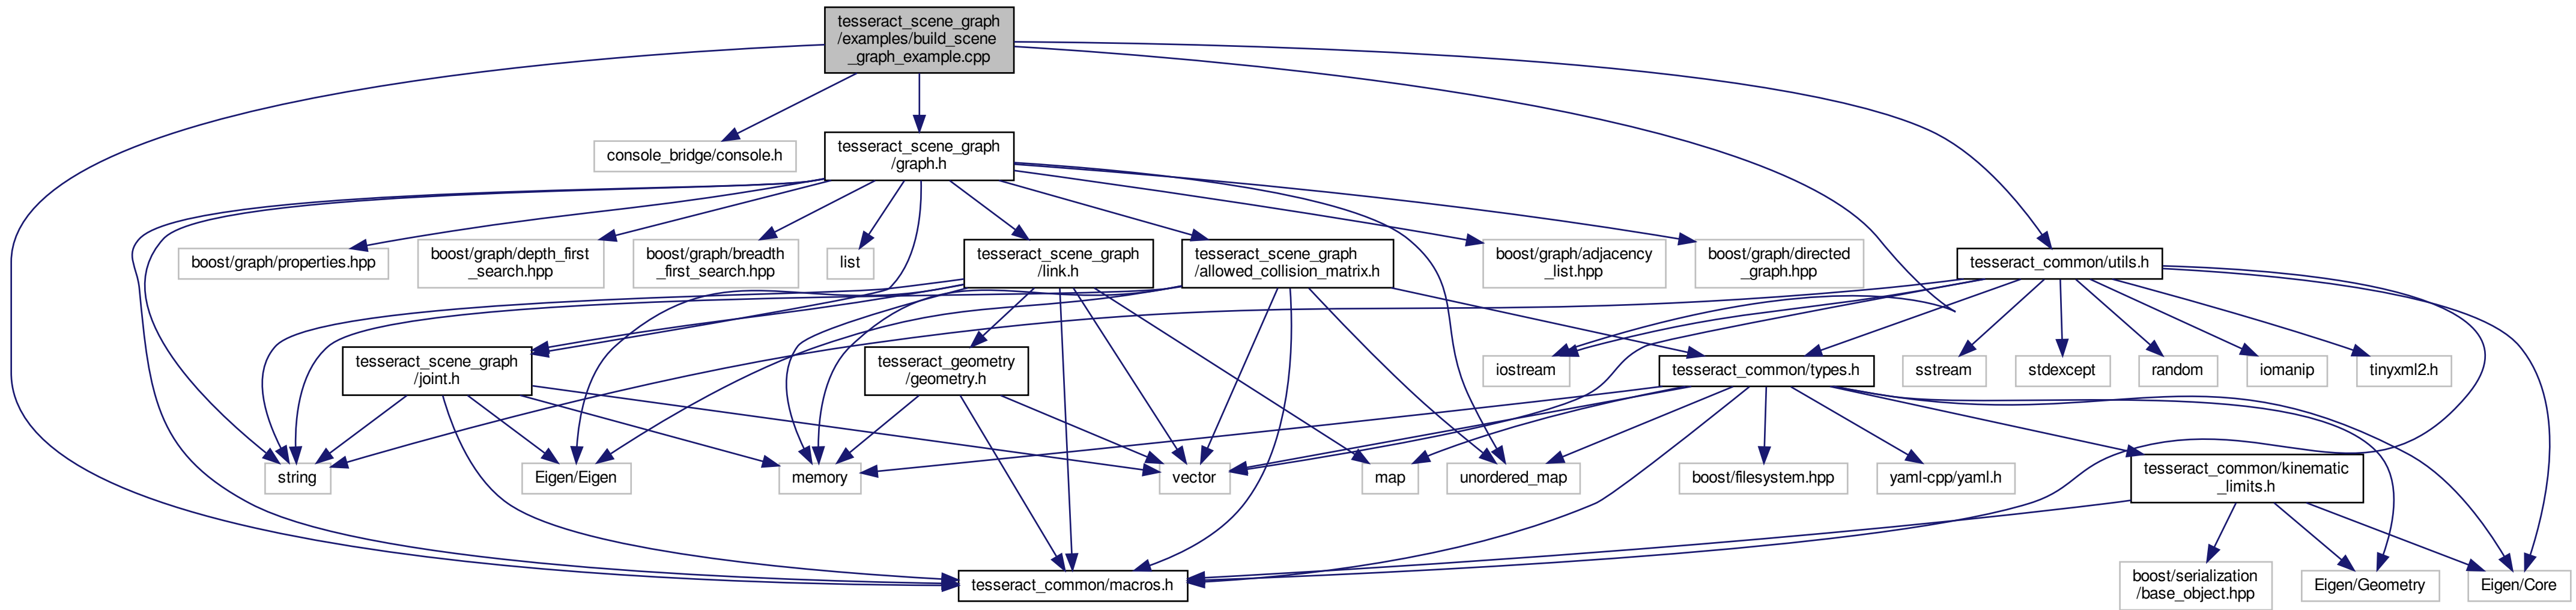 tesseract_scene_graph
/examples/build_scene
_graph_example.cpp
console_bridge/console.h
tesseract_scene_graph
/graph.h
boost/graph/properties.hpp
boost/graph/depth_first
_search.hpp
boost/graph/breadth
_first_search.hpp
list
tesseract_scene_graph
/link.h
tesseract_scene_graph
/allowed_collision_matrix.h
boost/graph/adjacency
_list.hpp
boost/graph/directed
_graph.hpp
tesseract_common/utils.h
tesseract_scene_graph
/joint.h
tesseract_geometry
/geometry.h
iostream
tesseract_common/types.h
sstream
stdexcept
random
iomanip
tinyxml2.h
string
Eigen/Eigen
memory
vector
map
unordered_map
boost/filesystem.hpp
yaml-cpp/yaml.h
tesseract_common/kinematic
_limits.h
tesseract_common/macros.h
boost/serialization
/base_object.hpp
Eigen/Geometry
Eigen/Core